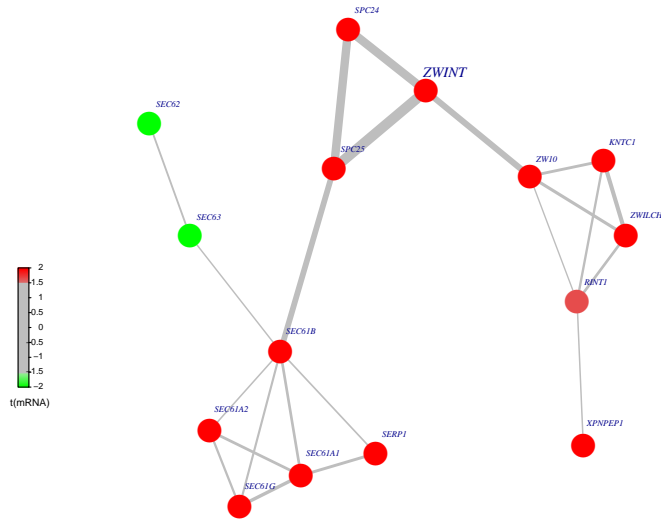 SPC24
ZWINT
SEC62
SPC25
KNTC1
ZW10
ZWILCH
SEC63
2
1.5
1
0.5
0
−0.5
−1
−1.5
−2
t(mRNA)
RINT1
SEC61B
SEC61A2
SERP1
XPNPEP1
SEC61A1
SEC61G